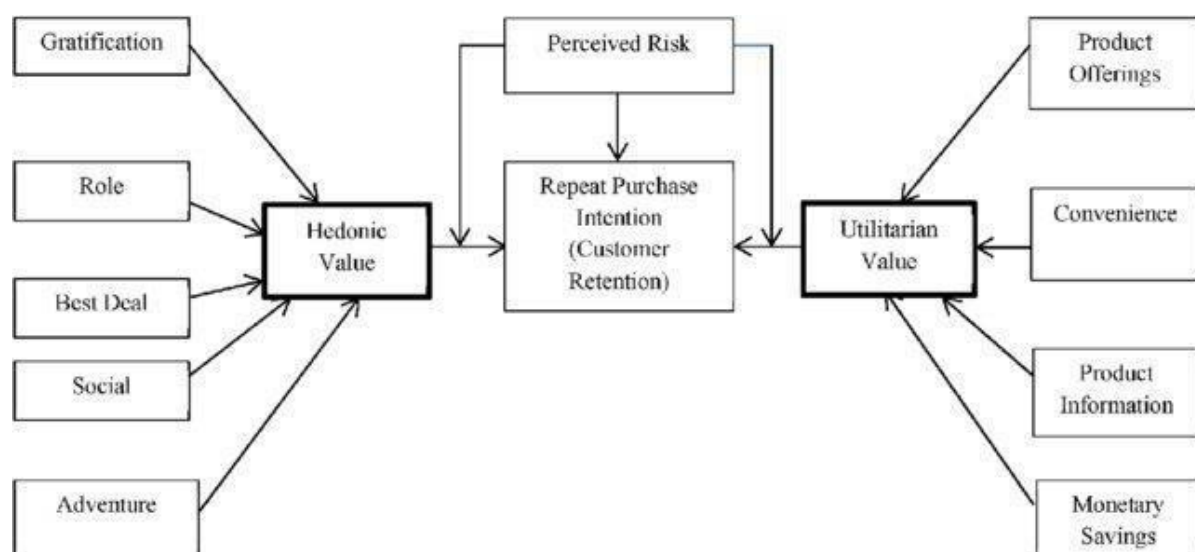 Gratification
Perceived Risk
Product
Offerings
Role
Repeat Purchase
Intention
(Customer
Retention)
Convenience
Hedonic
Value
Utilitarian
Value
Best Deal
Social
Product
Information
Adventure
Monetary
Savings